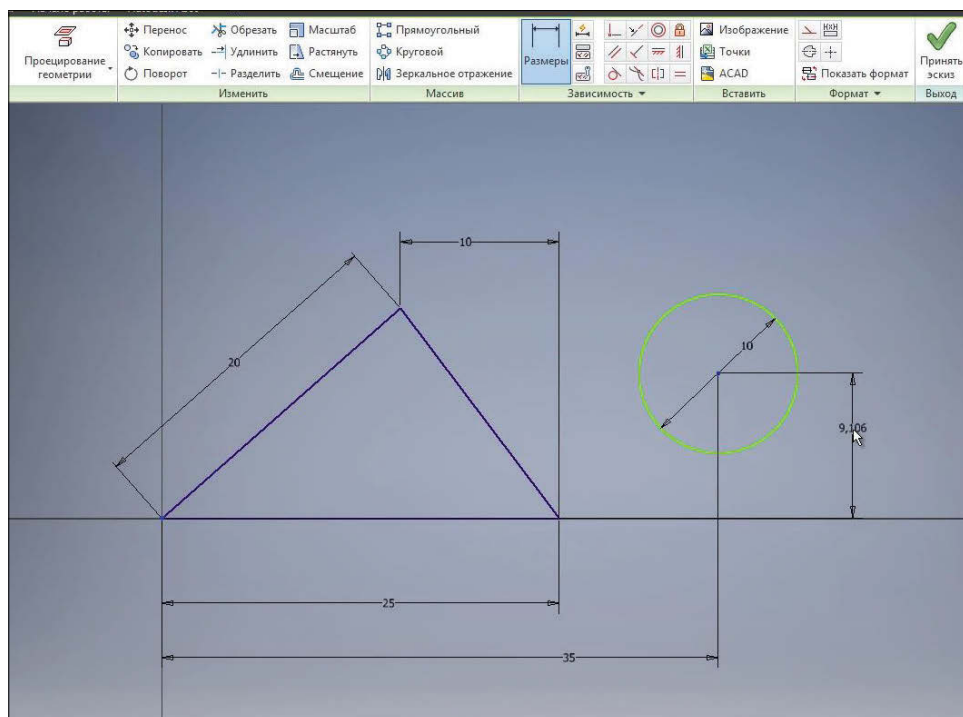 Проецирование геометрии
Перенос
Копировать
Поворот
Обрезать
Удлинить
Разделить
Масштаб
Растянуть
Смещение
Изменить
Прямоугольный
Круговой
Зеркальное отражение
Массив
Размеры
Зависимость
Изображение
Точки
ACAD
Вставить
Показать формат
Формат
Принять эскиз
Выход
10
20
10
9,106
25
35